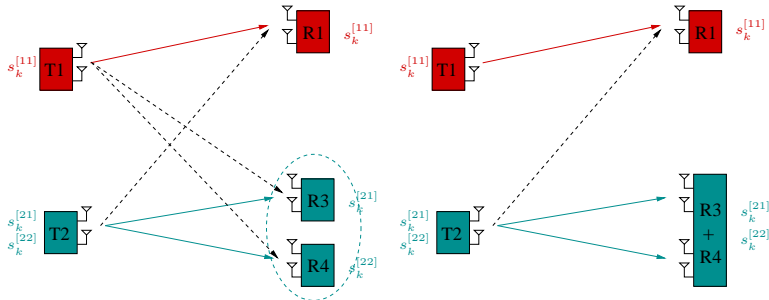 R1 s_k^{[11]} R1 s_k^{[11]}
s_k^{[11]} T1 s_k^{[11]} T1
R3 s_k^{[21]}
s_k^{[21]} s_k^{[22]} T2 s_k^{[21]} s_k^{[22]} T2
R3 + R4 s_k^{[21]} s_k^{[22]}
R4 s_k^{[22]}